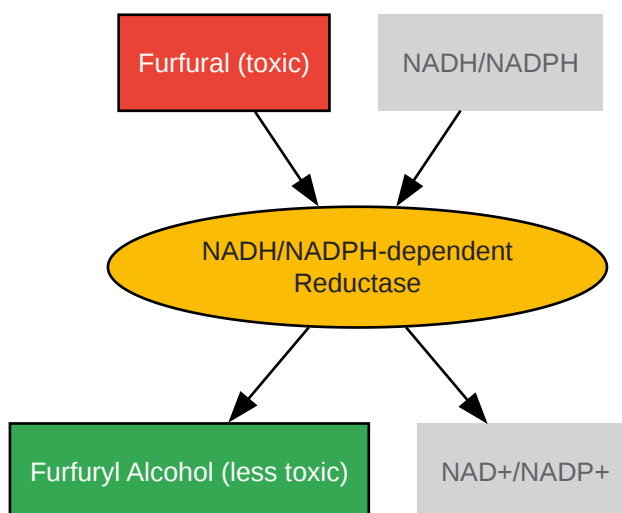 Furfural (toxic)
NADH/NADPH
NADH/NADPH-dependent
Reductase
Furfuryl Alcohol (less toxic)
NAD+/NADP+